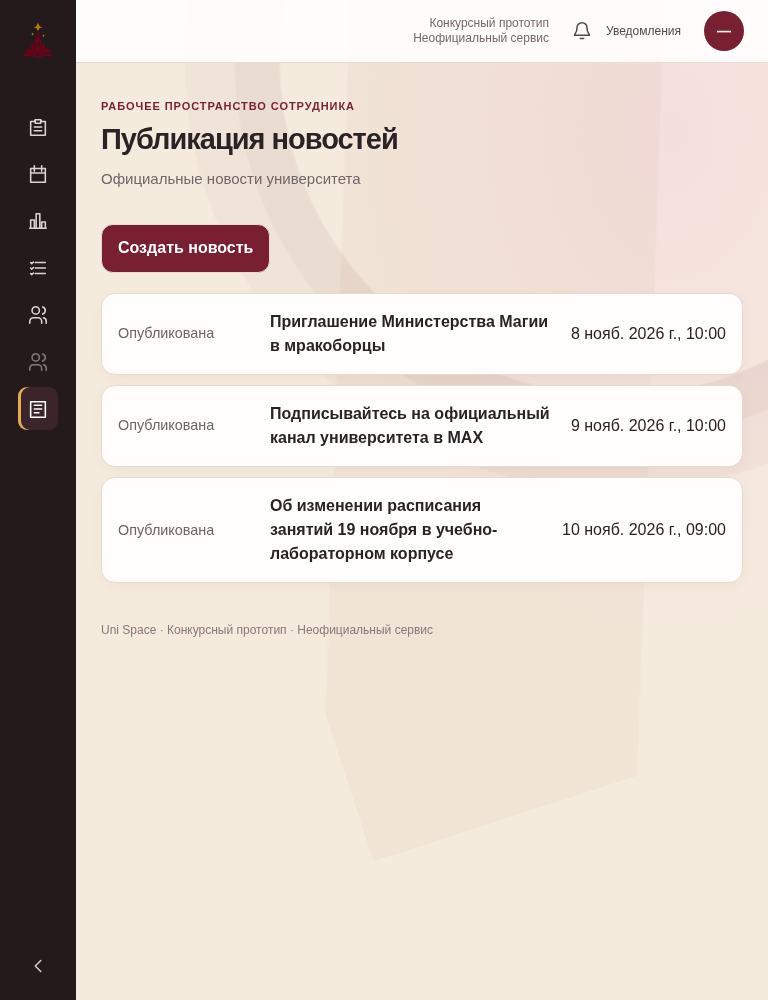 Конкурсный прототип
Неофициальный сервис
Уведомления
РАБОЧЕЕ ПРОСТРАНСТВО СОТРУДНИКА
Публикация новостей
Официальные новости университета
Создать новость
Опубликована
Приглашение Министерства Магии
в мракоборцы
8 нояб. 2026 г., 10:00
Опубликована
Подписывайтесь на официальный
канал университета в MAX
9 нояб. 2026 г., 10:00
Опубликована
Об изменении расписания
занятий 19 ноября в учебно-
лабораторном корпусе
10 нояб. 2026 г., 09:00
Uni Space · Конкурсный прототип · Неофициальный сервис